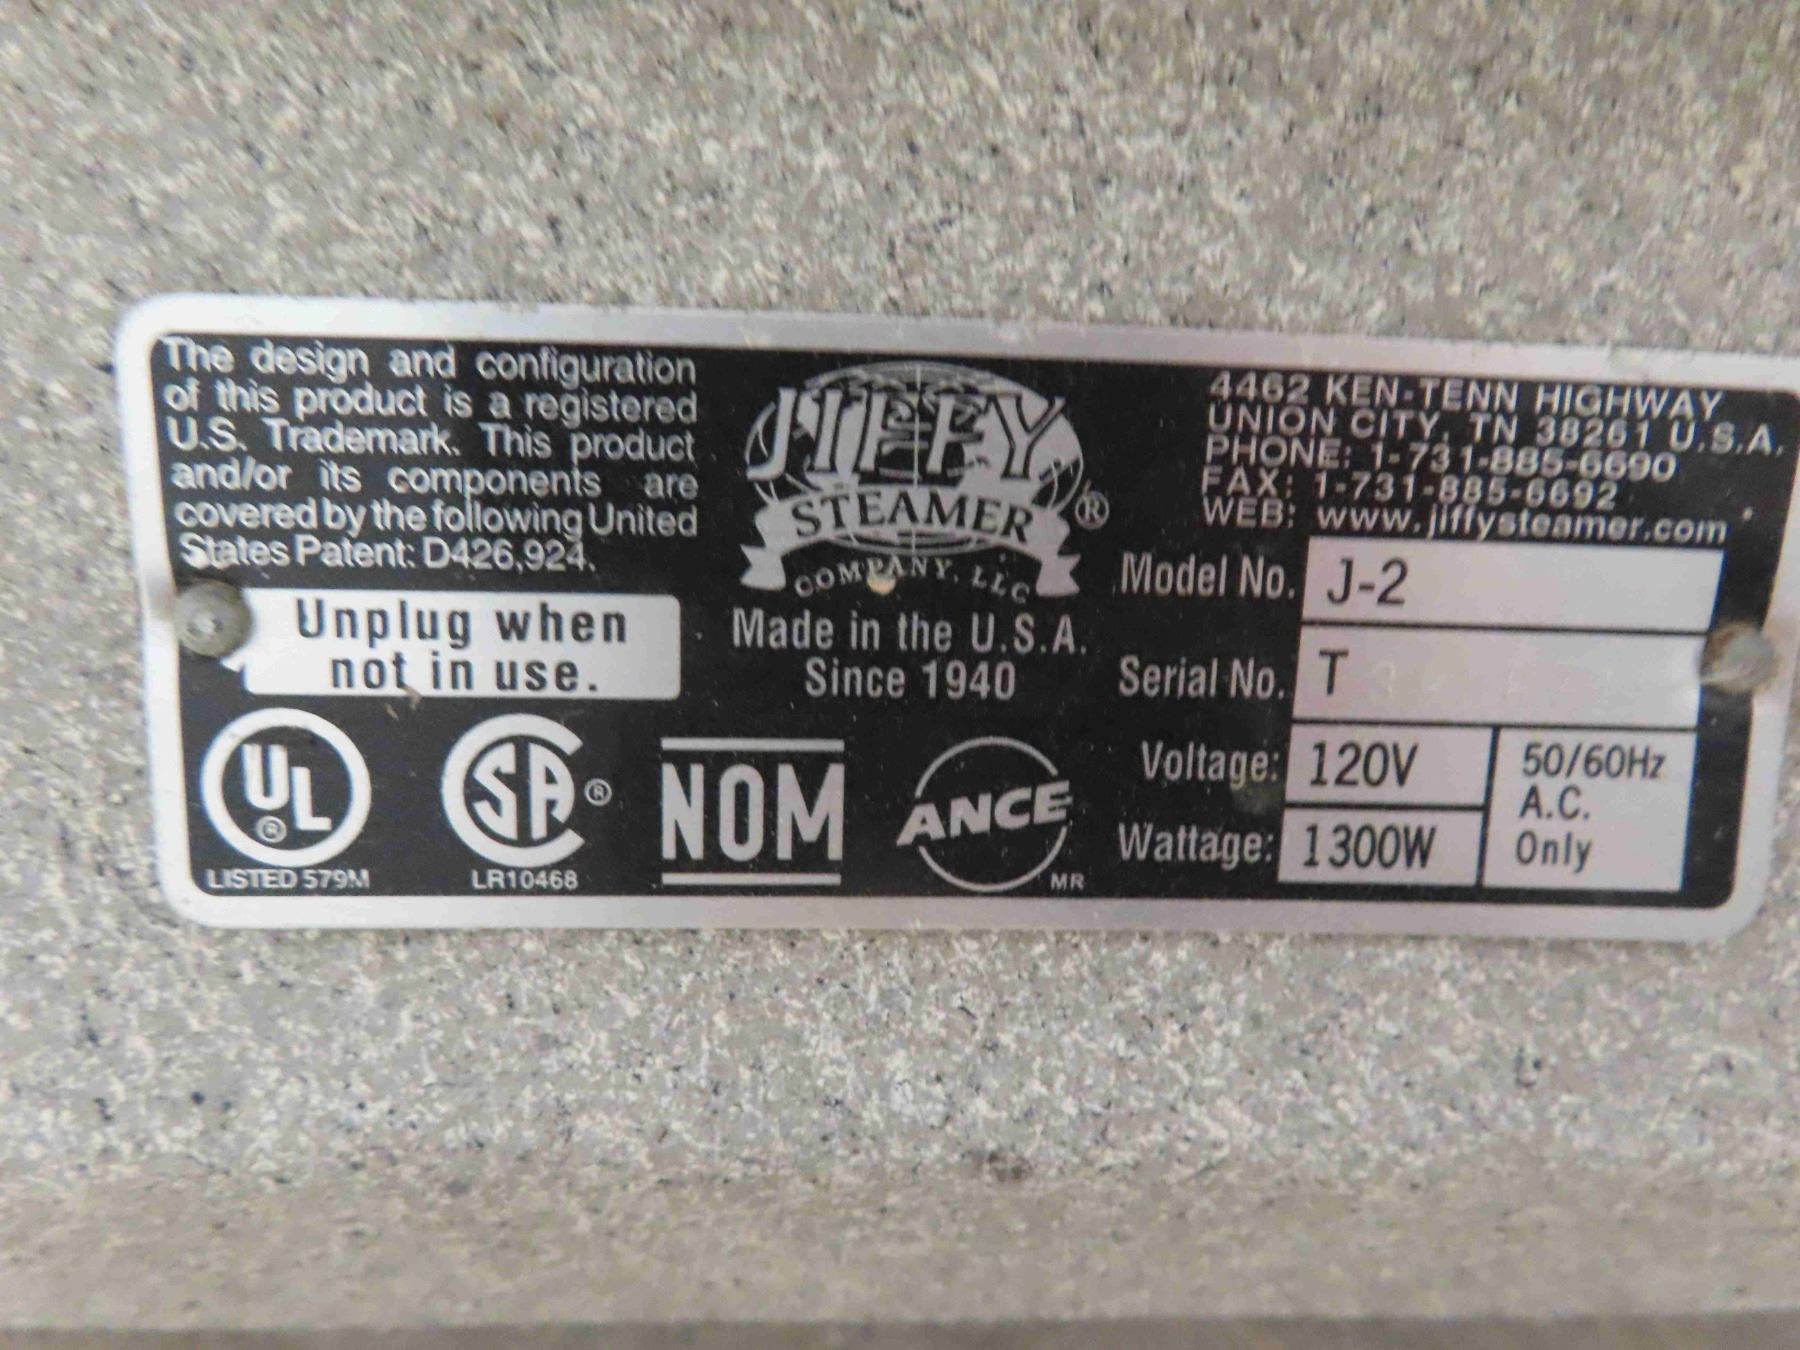 The design and configuration
of this product is a registered
U.S. Trademark. This product
and/or its components are
covered by the following United
States Patent: D426,924.
Unplug when
not in use.
UL
®
LISTED 579M
SA ®
LR10468
NOM
JIFFY
STEAMER ®
COMPANY, LLC
Made in the U.S.A.
Since 1940
ANCE
MR
4462 KEN-TENN HIGHWAY
UNION CITY, TN 38261 U.S.A.
PHONE: 1-731-885-6690
FAX: 1-731-885-6692
WEB: www.jiffysteamer.com
Model No. J-2
Serial No. T
Voltage: 120V
Wattage: 1300W
50/60Hz
A.C.
Only